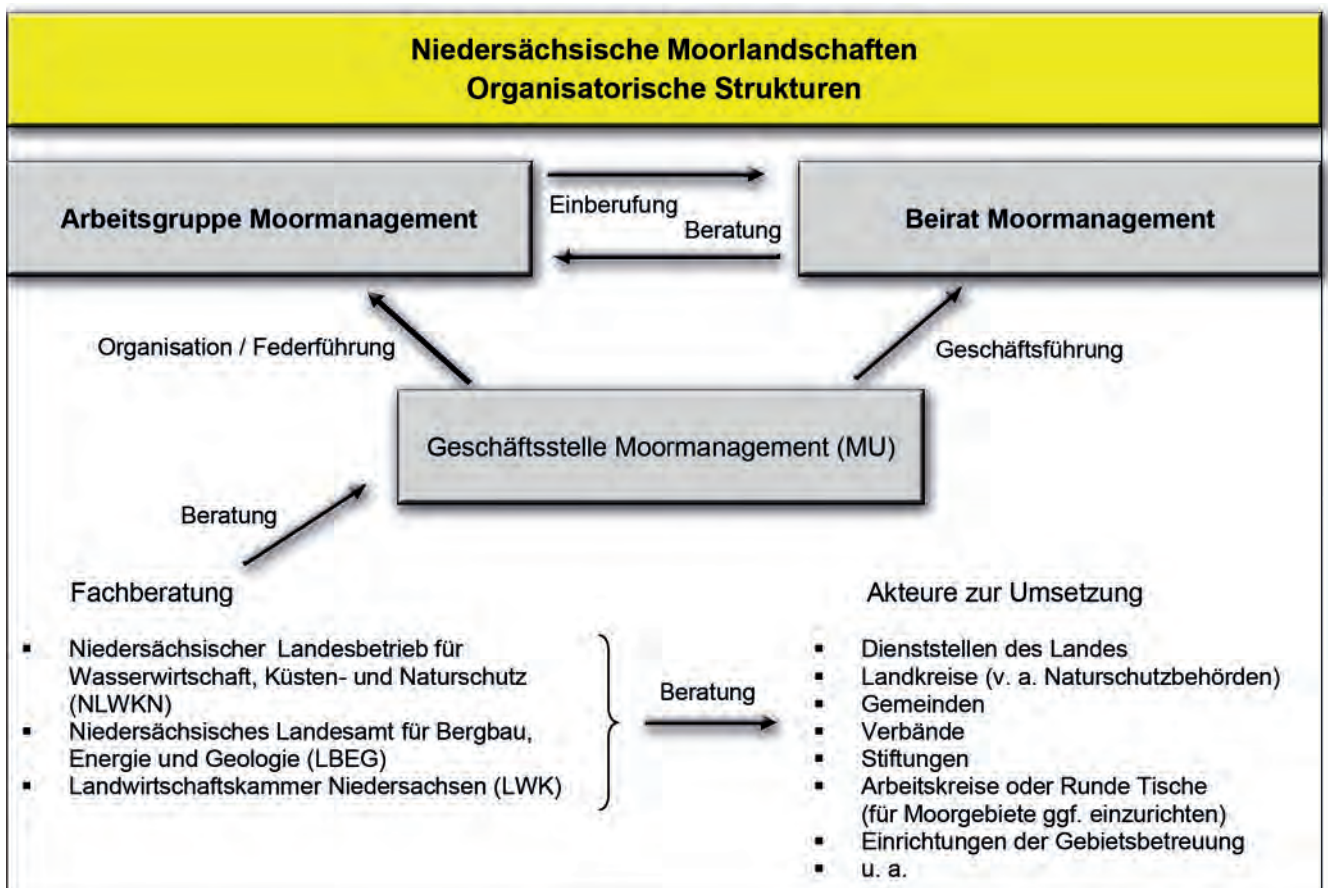 Niedersächsische Moorlandschaften
Organisatorische Strukturen
Arbeitsgruppe Moormanagement
Einberufung
Beratung
Beirat Moormanagement
Organisation / Federführung
Geschäftsführung
Geschäftsstelle Moormanagement (MU)
Beratung
Fachberatung
▪ Niedersächsischer Landesbetrieb für
Wasserwirtschaft, Küsten- und Naturschutz
(NLWKN)
▪ Niedersächsisches Landesamt für Bergbau,
Energie und Geologie (LBEG)
▪ Landwirtschaftskammer Niedersachsen (LWK)
Beratung
Akteure zur Umsetzung
▪ Dienststellen des Landes
▪ Landkreise (v. a. Naturschutzbehörden)
▪ Gemeinden
▪ Verbände
▪ Stiftungen
▪ Arbeitskreise oder Runde Tische
(für Moorgebiete ggf. einzurichten)
▪ Einrichtungen der Gebietsbetreuung
▪ u. a.